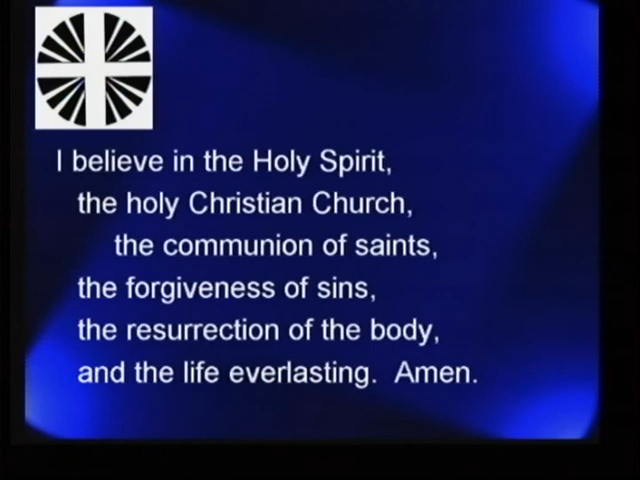 I believe in the Holy Spirit,
the holy Christian Church,
the communion of saints,
the forgiveness of sins,
the resurrection of the body,
and the life everlasting. Amen.